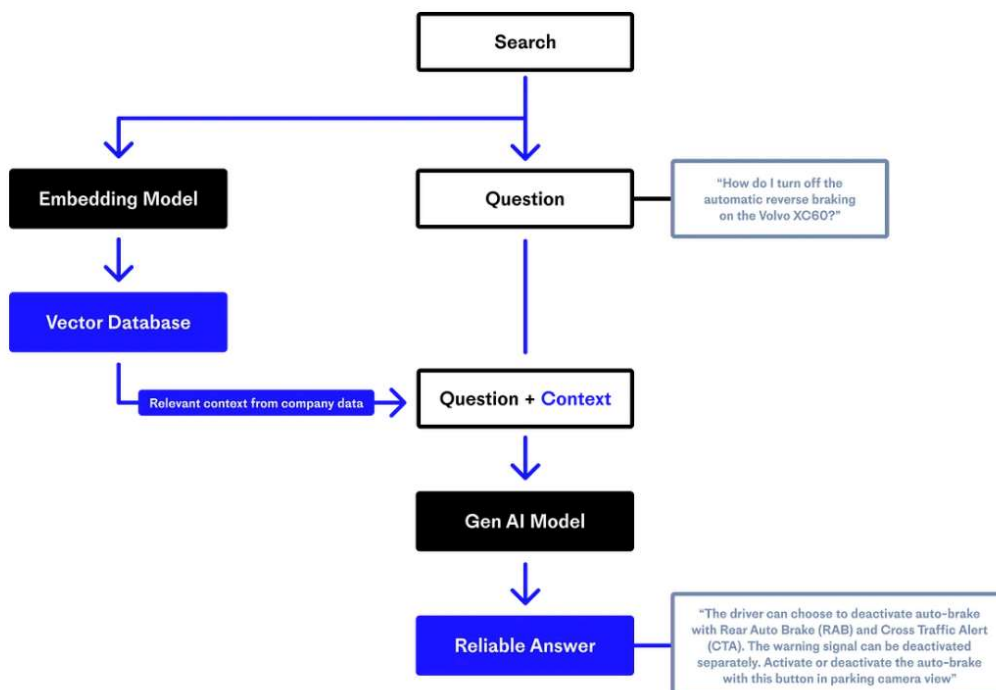 Search
Embedding Model
Question
“How do I turn off the
automatic reverse braking
on the Volvo XC60?”
Vector Database
Relevant context from company data
Question + Context
Gen AI Model
Reliable Answer
“The driver can choose to deactivate auto-brake
with Rear Auto Brake (RAB) and Cross Traffic Alert
(CTA). The warning signal can be deactivated
separately. Activate or deactivate the auto-brake
with this button in parking camera view”